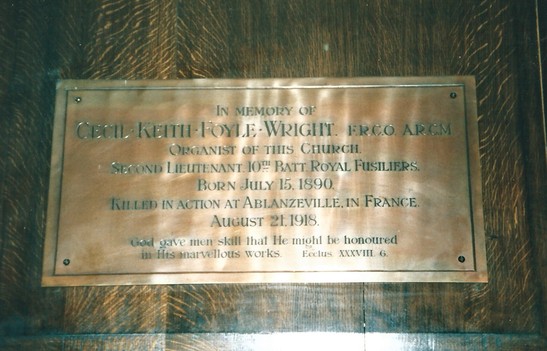 IN MEMORY OF
CECIL·KEITH·FOYLE·WRIGHT. F.R.C.O. A.R.C.M
ORGANIST OF THIS CHURCH.
SECOND LIEUTENANT. 10TH BATT ROYAL FUSILIERS.
BORN JULY 15. 1890.
KILLED IN ACTION AT ABLANZEVILLE, IN FRANCE.
AUGUST 21. 1918.
God gave men skill that He might be honoured
in His marvellous works. Ecclus. XXXVIII. 6.